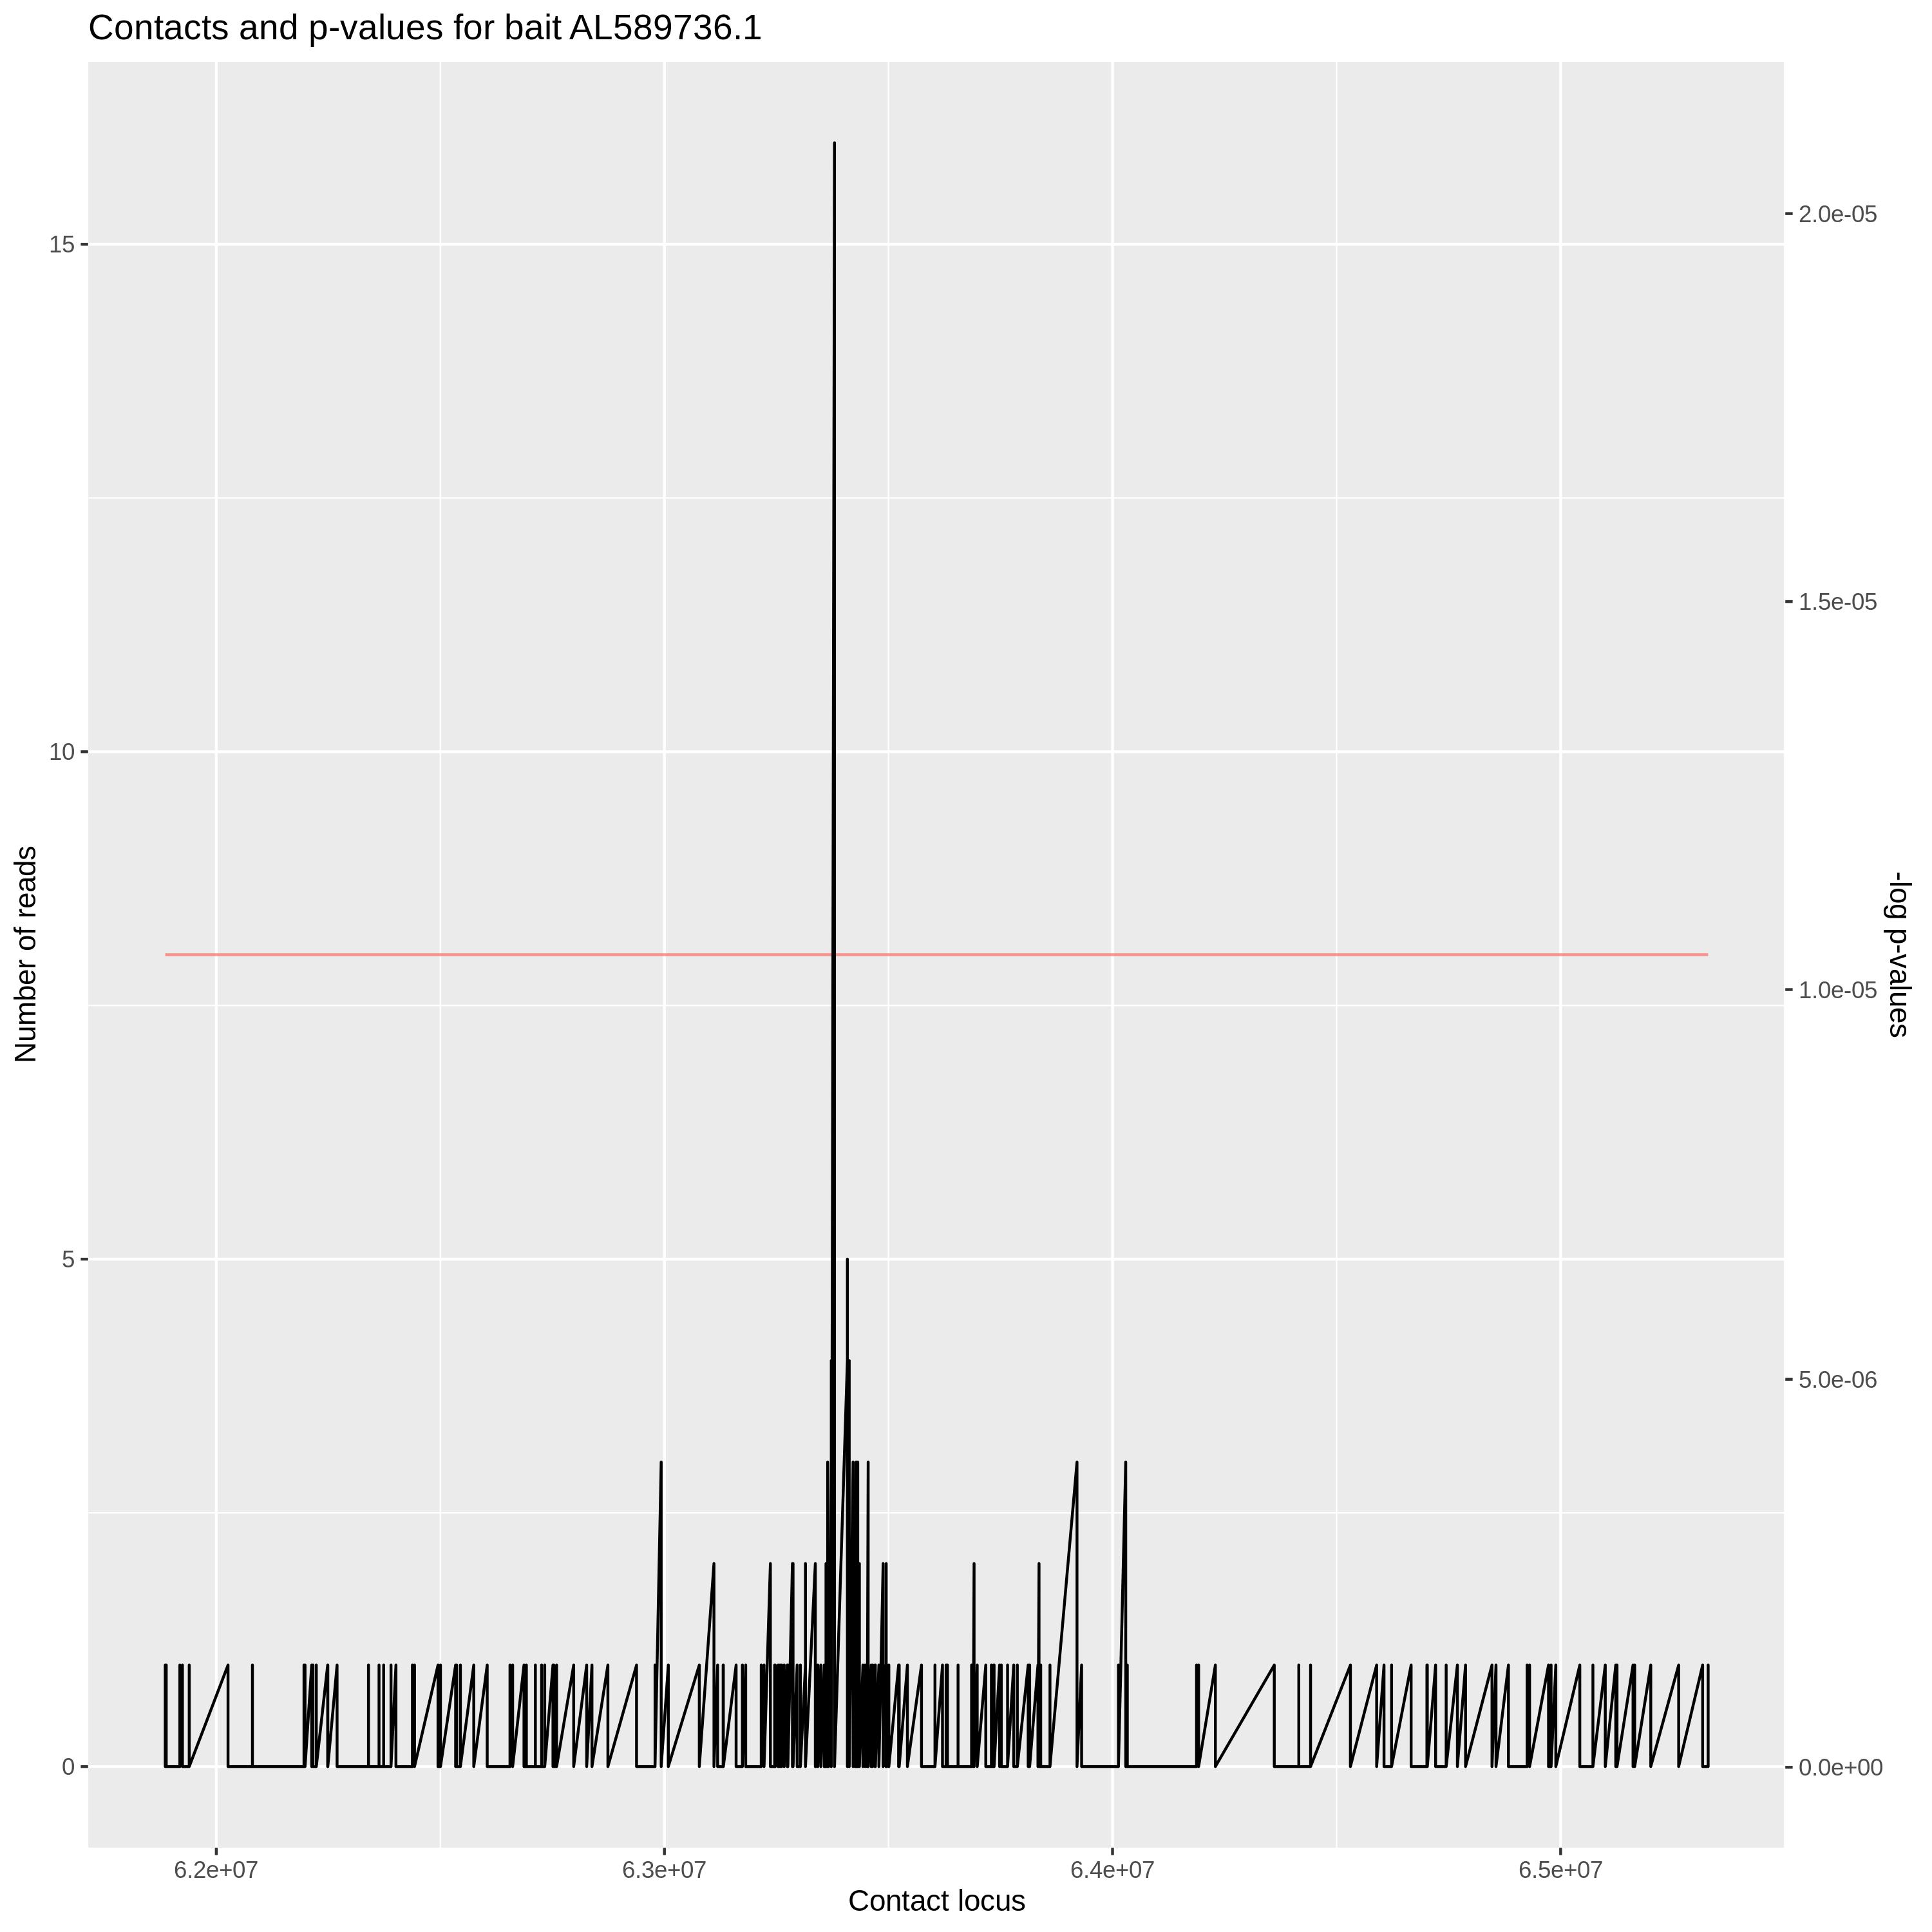 Contacts and p-values for bait AL589736.1
15
10
5
0
Number of reads
2.0e-05
1.5e-05
1.0e-05
5.0e-06
0.0e+00
-log p-values
6.2e+07
6.3e+07
6.4e+07
6.5e+07
Contact locus